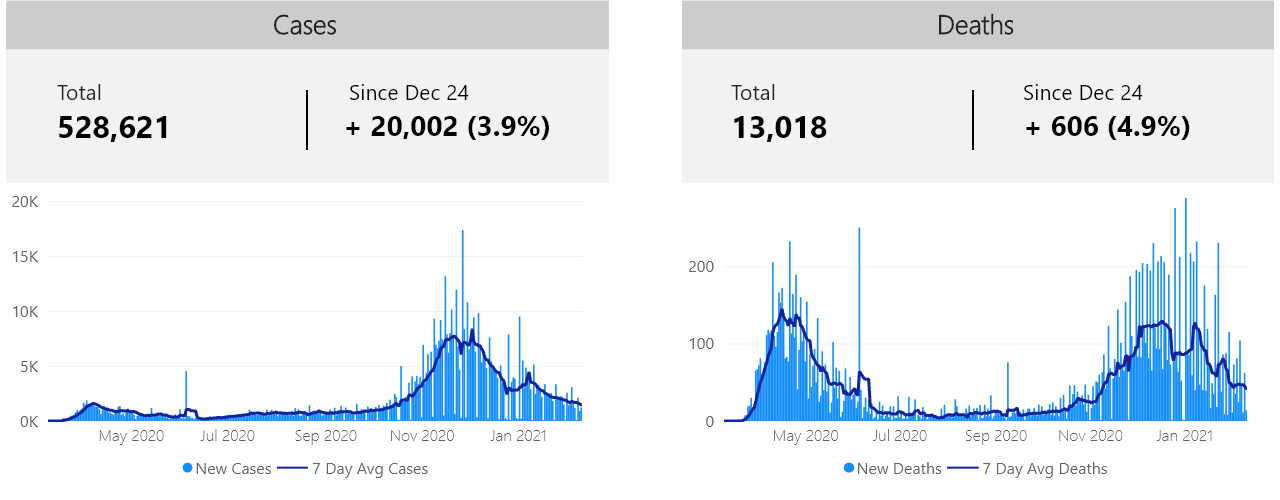 Cases
Total
528,621
Since Dec 24
+ 20,002 (3.9%)
20K
15K
10K
5K
0K
May 2020 Jul 2020 Sep 2020 Nov 2020 Jan 2021
New Cases 7 Day Avg Cases
Deaths
Total
13,018
Since Dec 24
+ 606 (4.9%)
200
100
0
May 2020 Jul 2020 Sep 2020 Nov 2020 Jan 2021
New Deaths 7 Day Avg Deaths